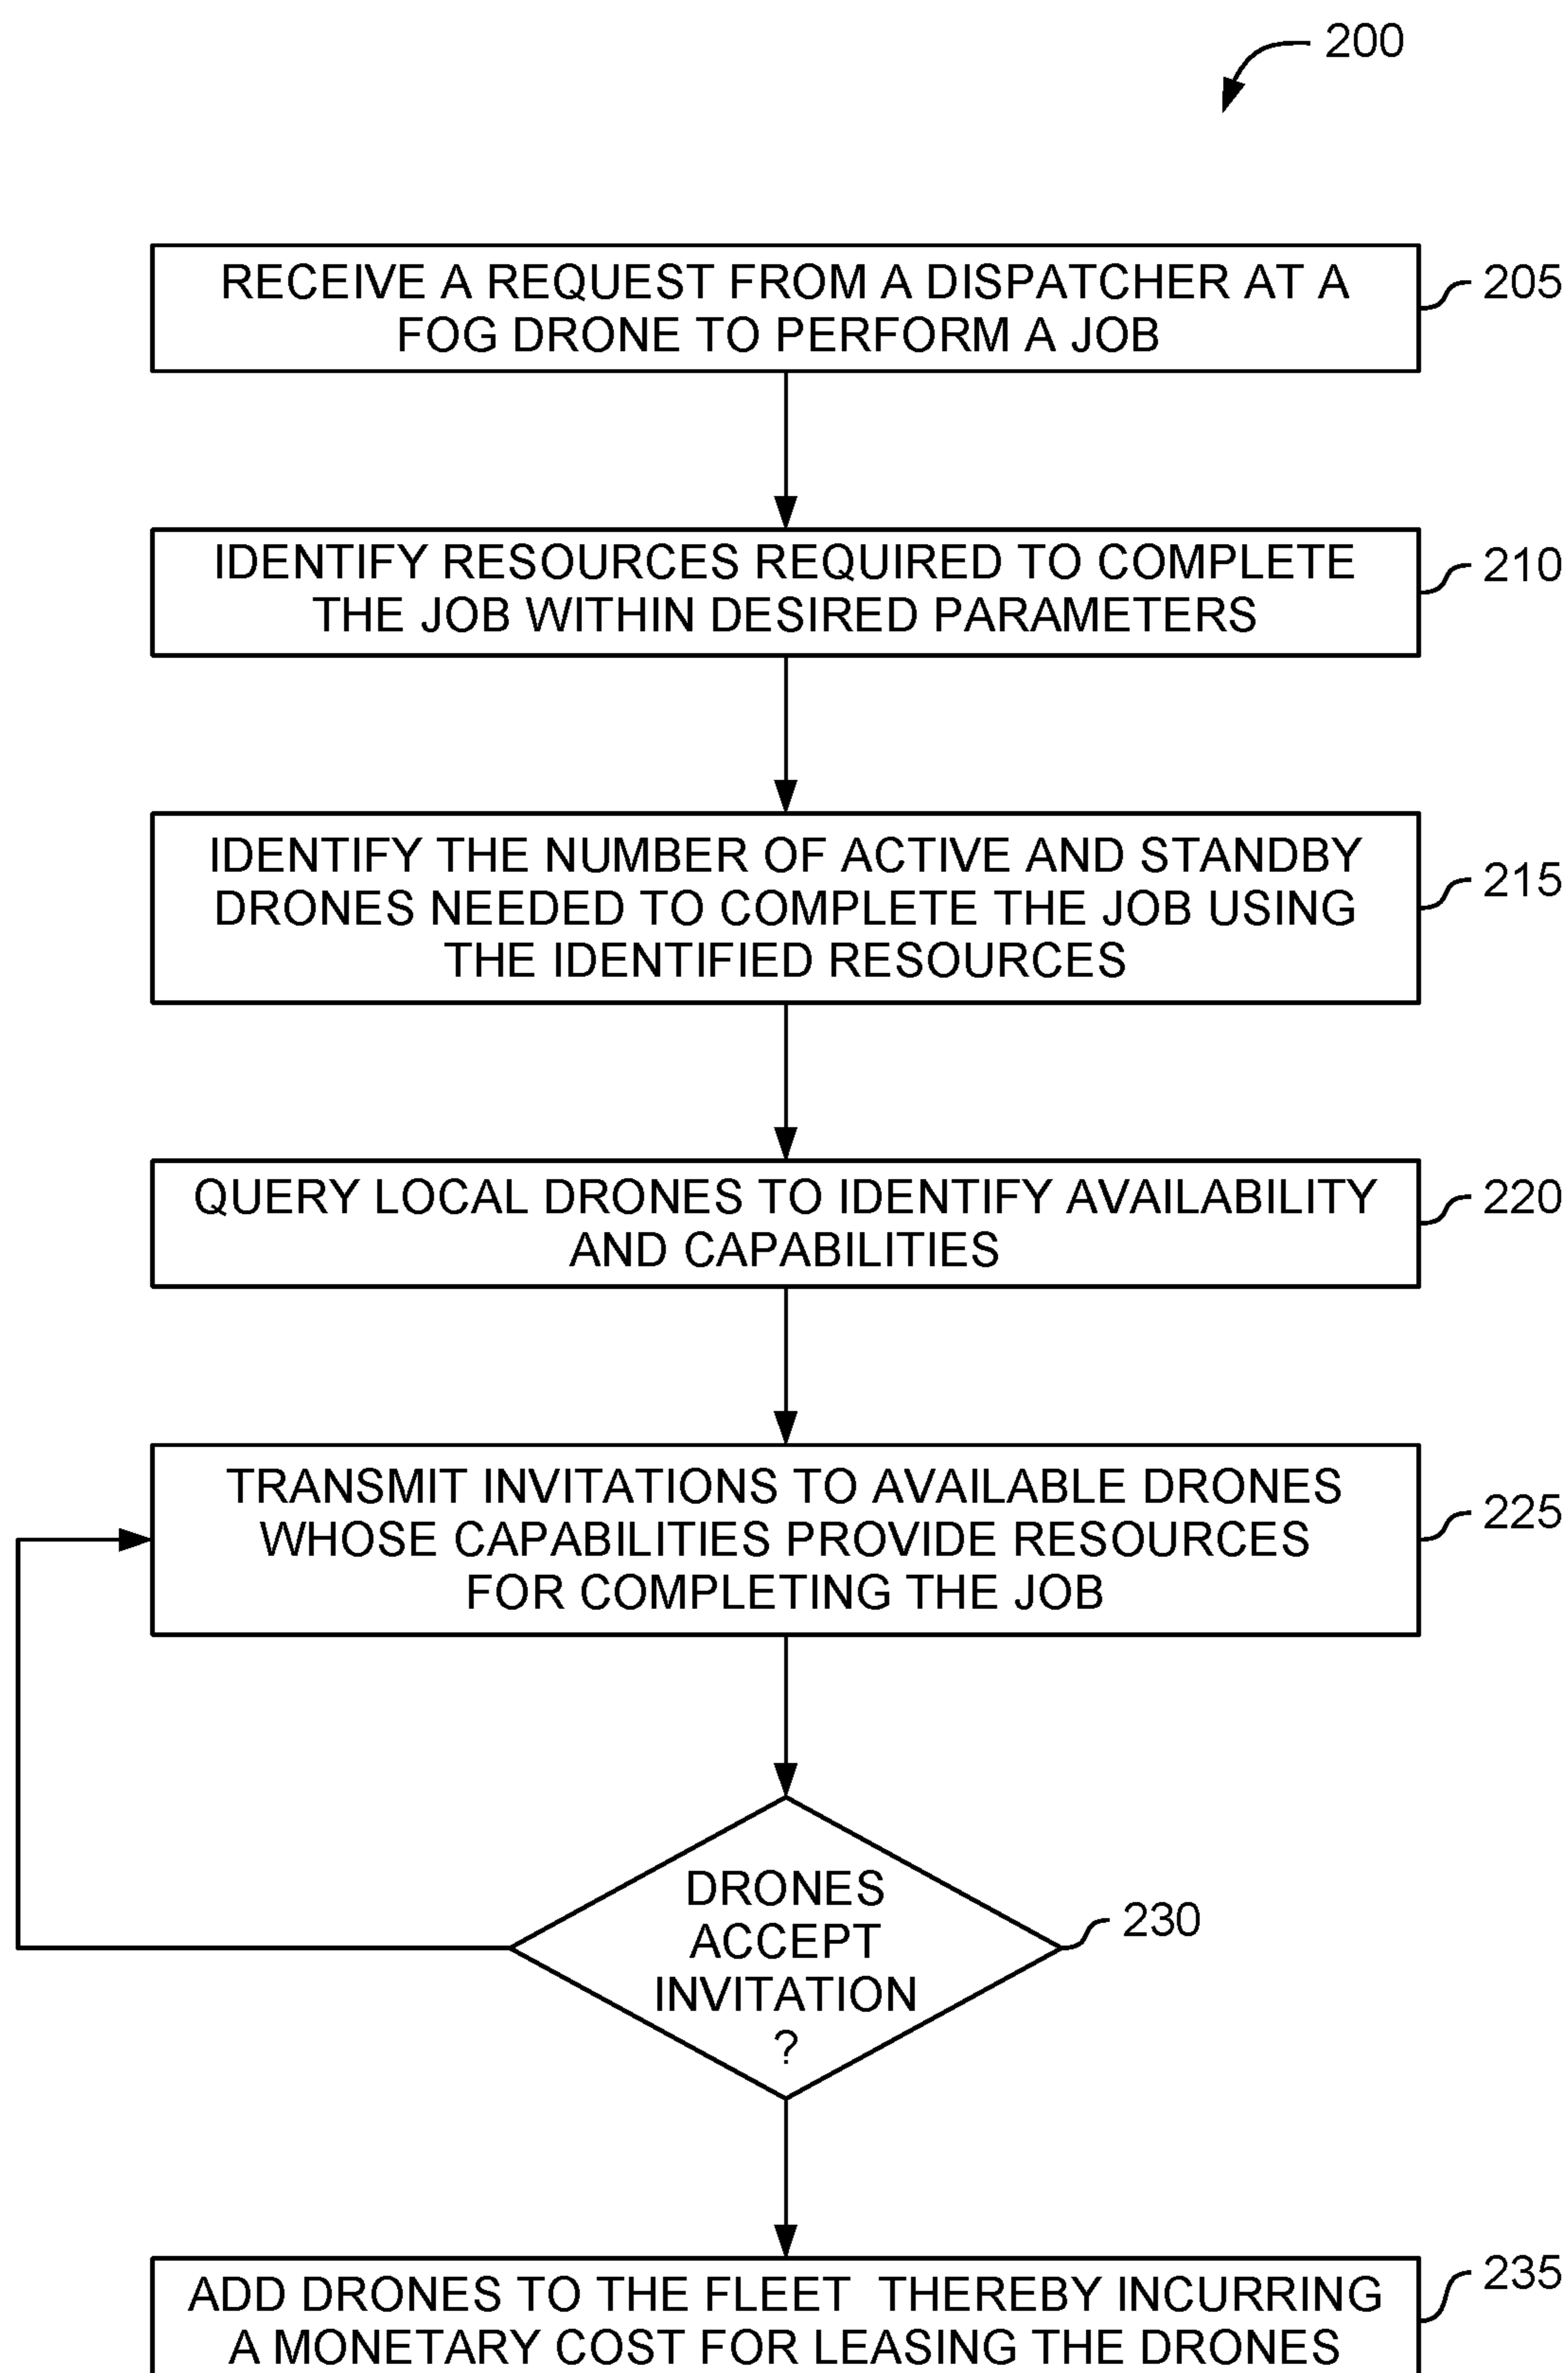 200
RECEIVE A REQUEST FROM A DISPATCHER AT A
FOG DRONE TO PERFORM A JOB
205
IDENTIFY RESOURCES REQUIRED TO COMPLETE
THE JOB WITHIN DESIRED PARAMETERS
210
IDENTIFY THE NUMBER OF ACTIVE AND STANDBY
DRONES NEEDED TO COMPLETE THE JOB USING
THE IDENTIFIED RESOURCES
215
QUERY LOCAL DRONES TO IDENTIFY AVAILABILITY
AND CAPABILITIES
220
TRANSMIT INVITATIONS TO AVAILABLE DRONES
WHOSE CAPABILITIES PROVIDE RESOURCES
FOR COMPLETING THE JOB
225
DRONES
ACCEPT
INVITATION
?
230
ADD DRONES TO THE FLEET THEREBY INCURRING
A MONETARY COST FOR LEASING THE DRONES
235